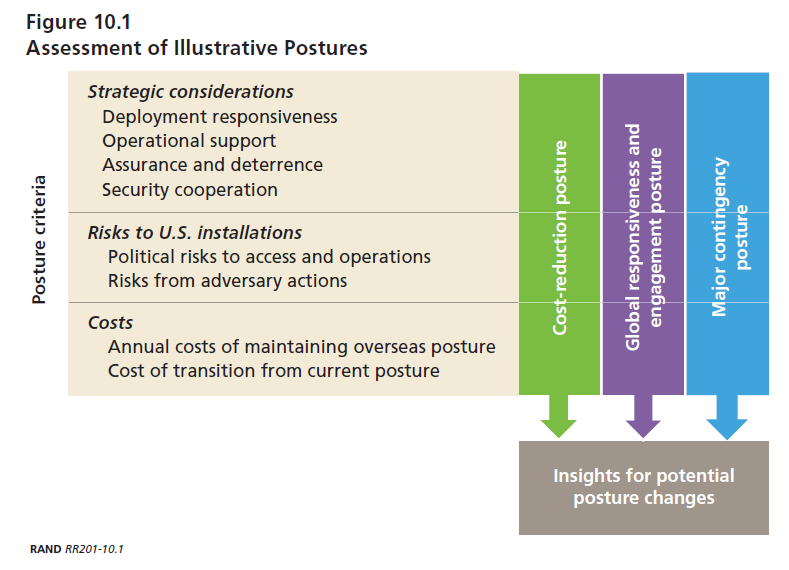 Figure 10.1
Assessment of Illustrative Postures
Posture criteria
Strategic considerations
Deployment responsiveness
Operational support
Assurance and deterrence
Security cooperation
Risks to U.S. installations
Political risks to access and operations
Risks from adversary actions
Costs
Annual costs of maintaining overseas posture
Cost of transition from current posture
Cost-reduction posture
Global responsiveness and
engagement posture
Major contingency
posture
Insights for potential
posture changes
RAND RR201-10.1